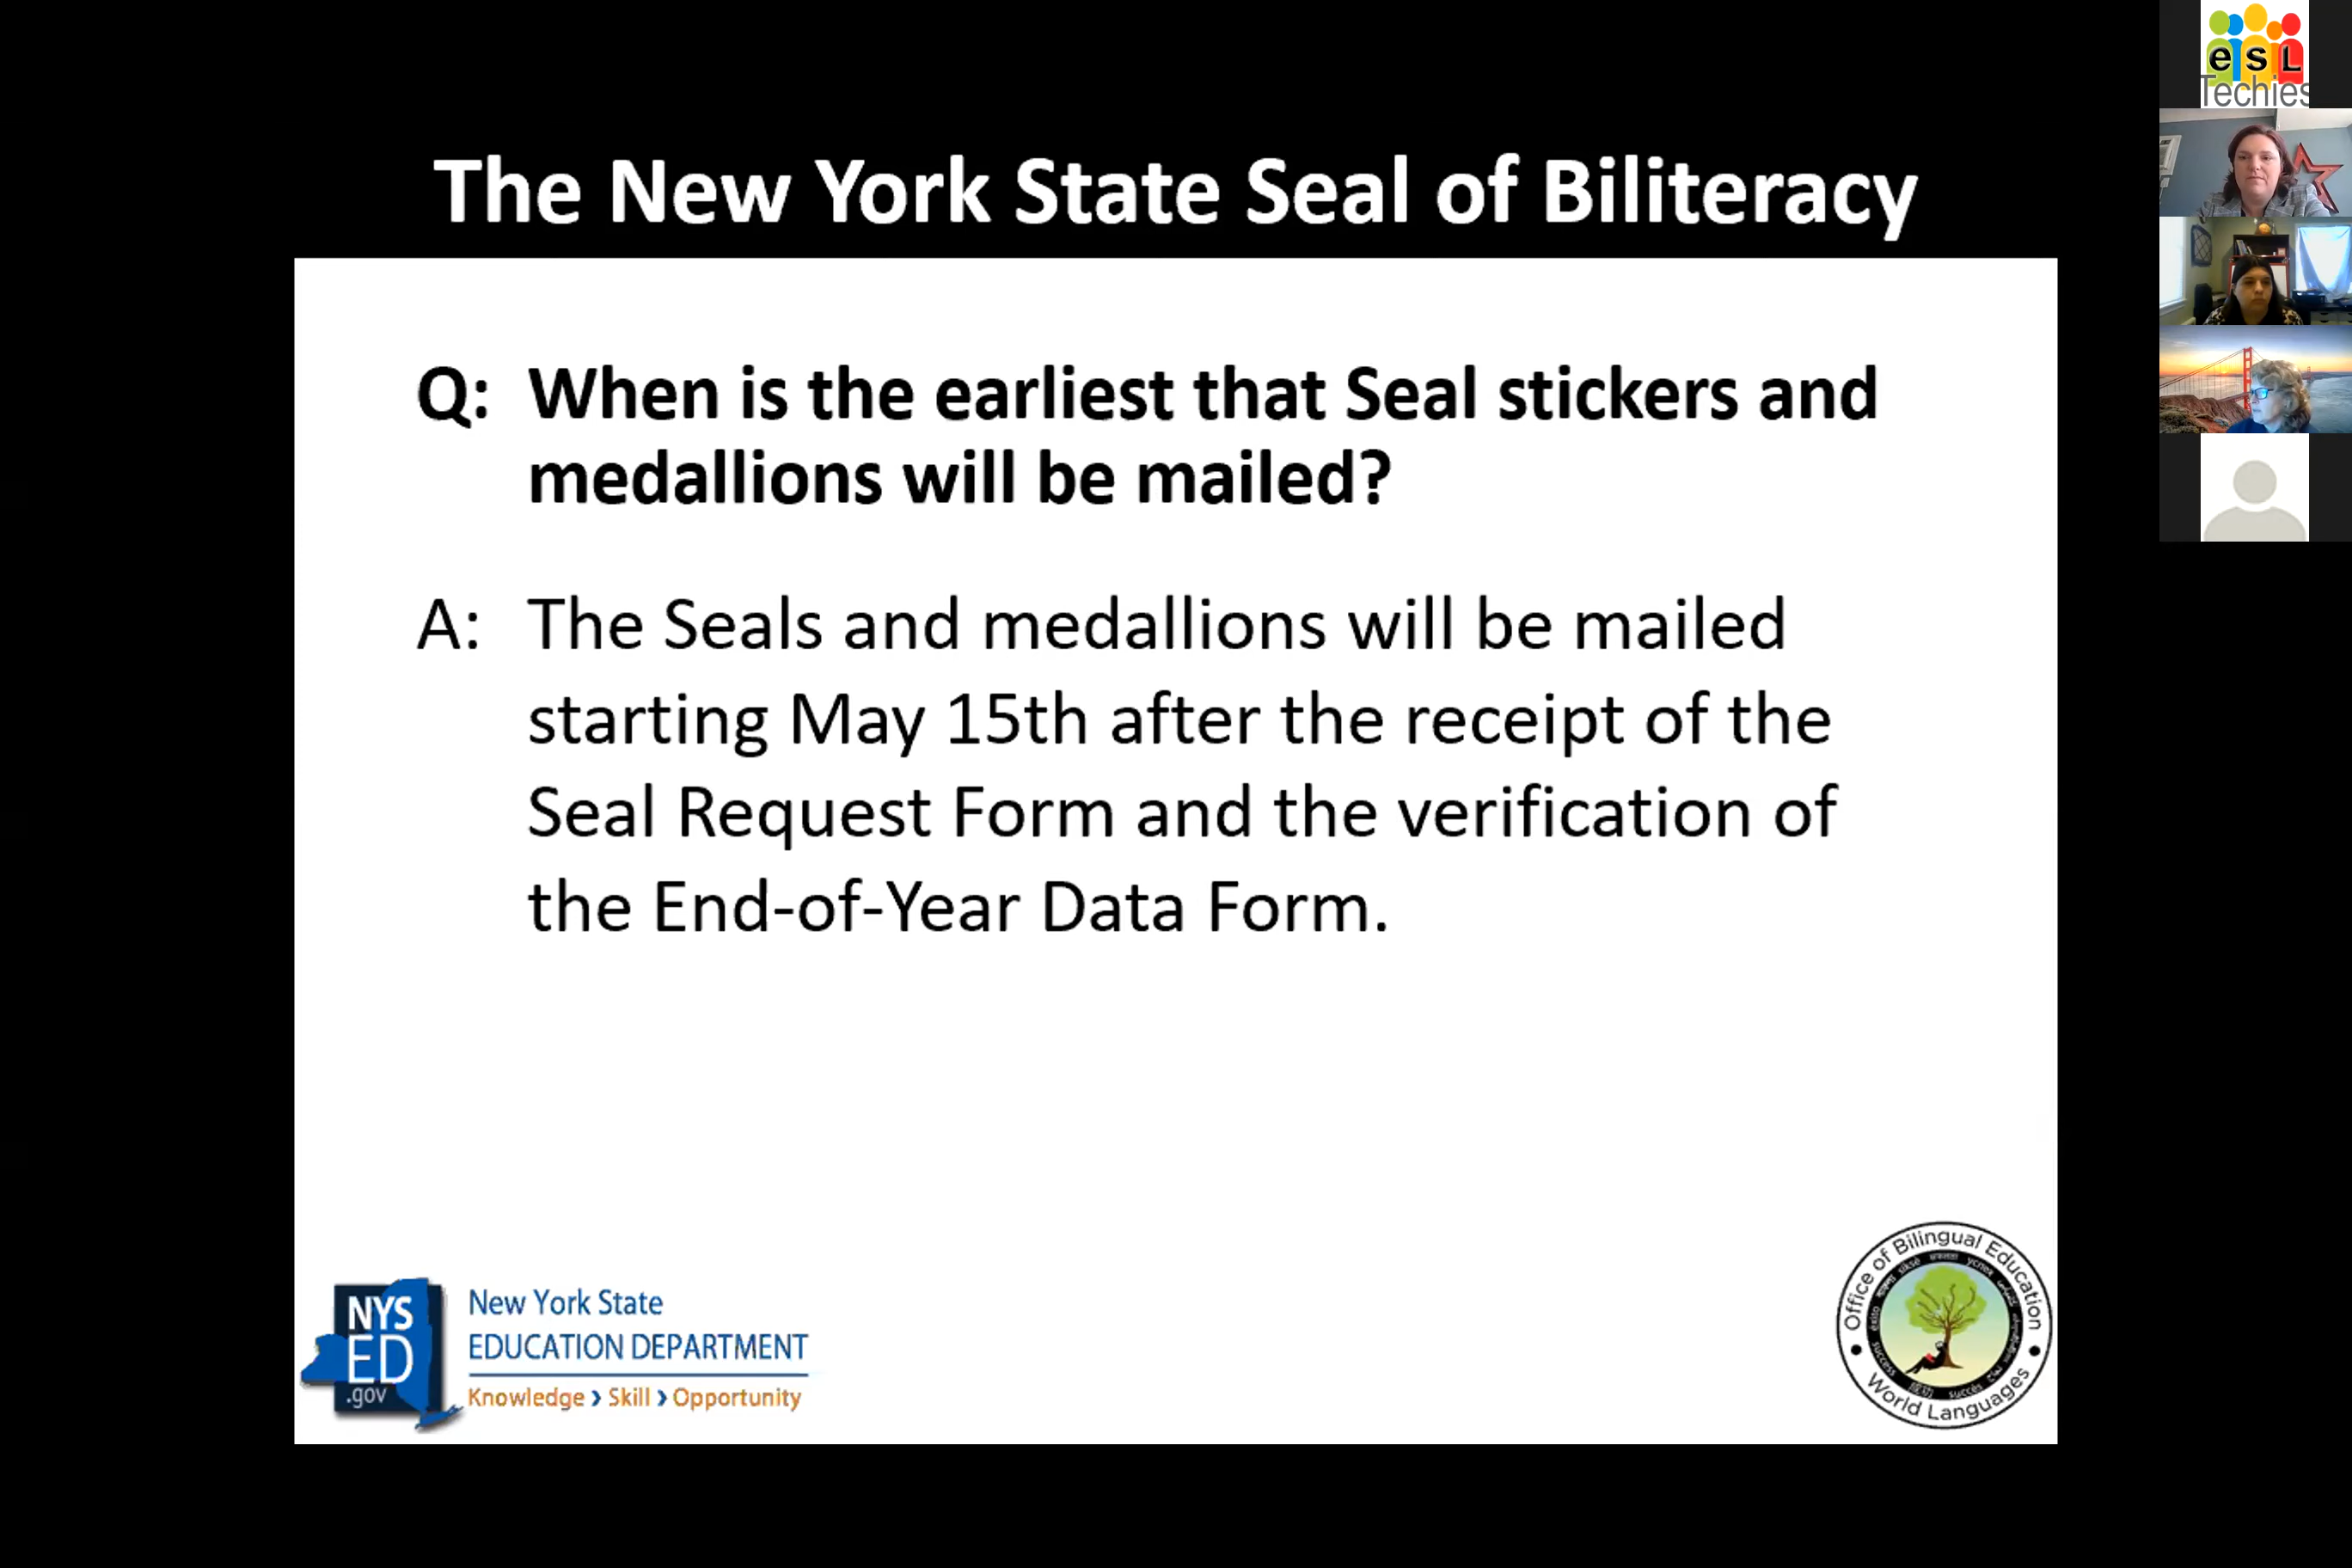 esL
Techies
The New York State Seal of Biliteracy
Q: When is the earliest that Seal stickers and
medallions will be mailed?
A: The Seals and medallions will be mailed
starting May 15th after the receipt of the
Seal Request Form and the verification of
the End-of-Year Data Form.
NYS
ED
.gov
New York State
EDUCATION DEPARTMENT
Knowledge › Skill › Opportunity
Office of Bilingual Education
World Languages
success
succès